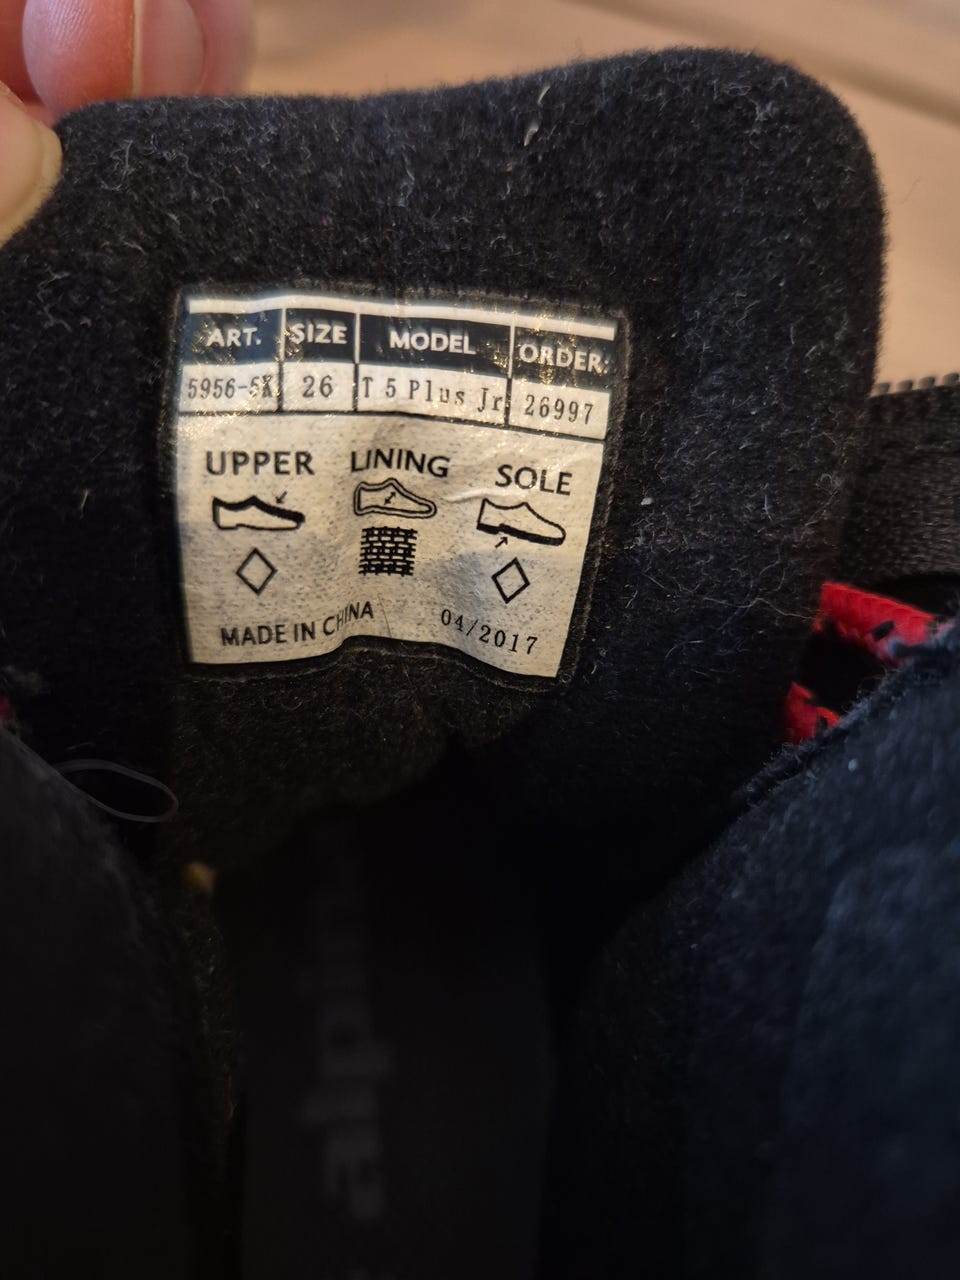 ART. SIZE MODEL ORDER:
5956-5K 26 T 5 Plus Jr 26997
UPPER LINING SOLE
MADE IN CHINA 04/2017